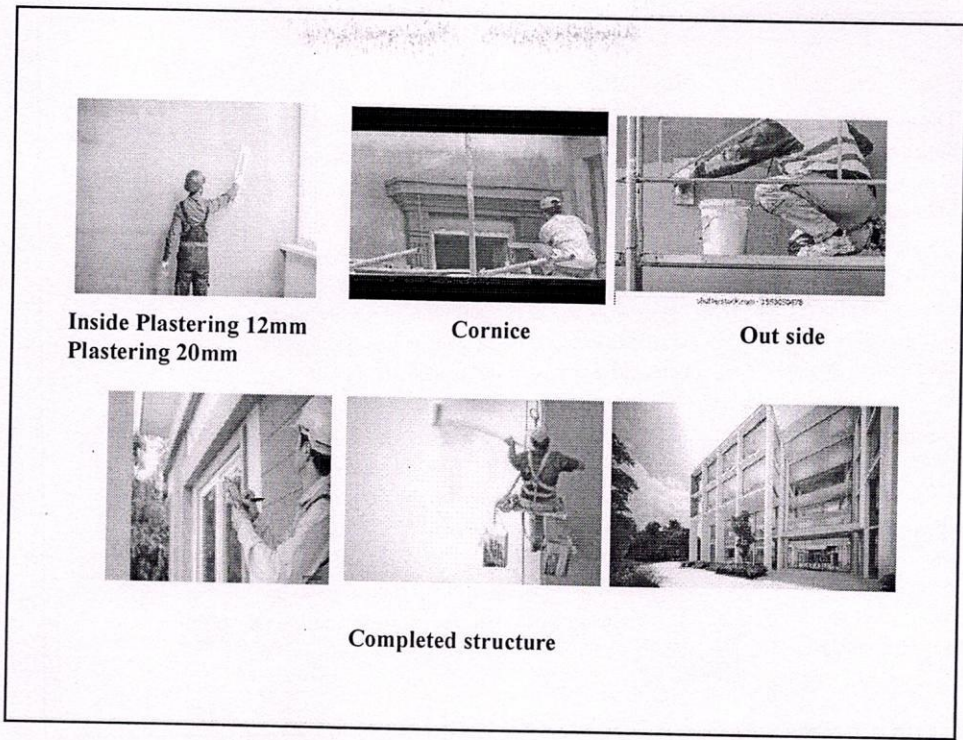 Inside Plastering 12mm
Plastering 20mm
Cornice
Out side
Completed structure